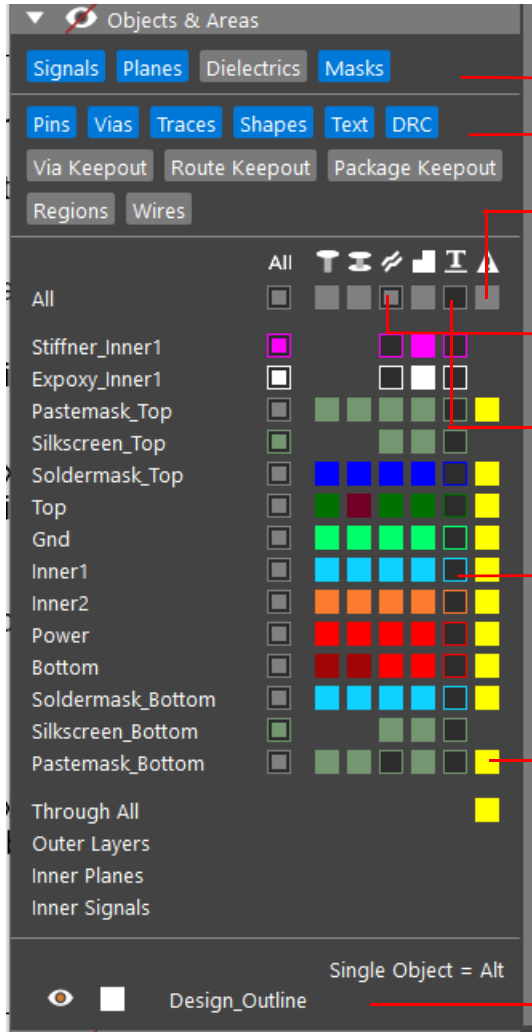 Objects & Areas
Signals Planes Dielectrics Masks
Pins Vias Traces Shapes Text DRC
Via Keepout Route Keepout Package Keepout
Regions Wires
All T
All
Stiffner_Inner1
Expoxy_Inner1
Pastemask_Top
Silkscreen_Top
Soldermask_Top
Top
Gnd
Inner1
Inner2
Power
Bottom
Soldermask_Bottom
Silkscreen_Bottom
Pastemask_Bottom
Through All
Outer Layers
Inner Planes
Inner Signals
Single Object = Alt
Design_Outline